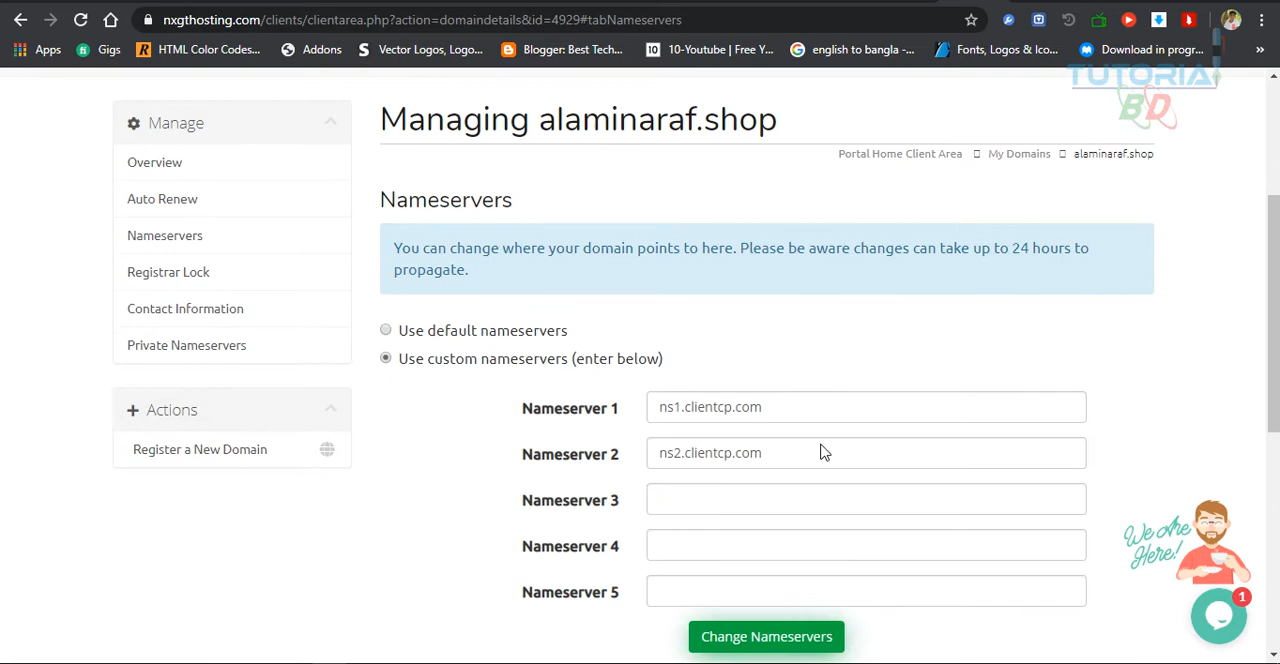 nxgthosting.com/clients/clientarea.php?action=domaindetails&id=4929#tabNameservers
Apps
fi Gigs
R HTML Color Codes...
Addons
S Vector Logos, Logo...
Blogger: Best Tech...
10 10-Youtube | Free Y...
G english to bangla -...
Fonts, Logos & Ico...
Download in progr...
»
TUTORIAL
BD
Manage
Overview
Auto Renew
Nameservers
Registrar Lock
Contact Information
Private Nameservers
+ Actions
Register a New Domain
Managing alaminaraf.shop
Portal Home Client Area
My Domains
alaminaraf.shop
Nameservers
You can change where your domain points to here. Please be aware changes can take up to 24 hours to
propagate.
Use default nameservers
Use custom nameservers (enter below)
Nameserver 1 ns1.clientcp.com
Nameserver 2 ns2.clientcp.com
Nameserver 3
Nameserver 4
Nameserver 5
Change Nameservers
We Are
Here!
1